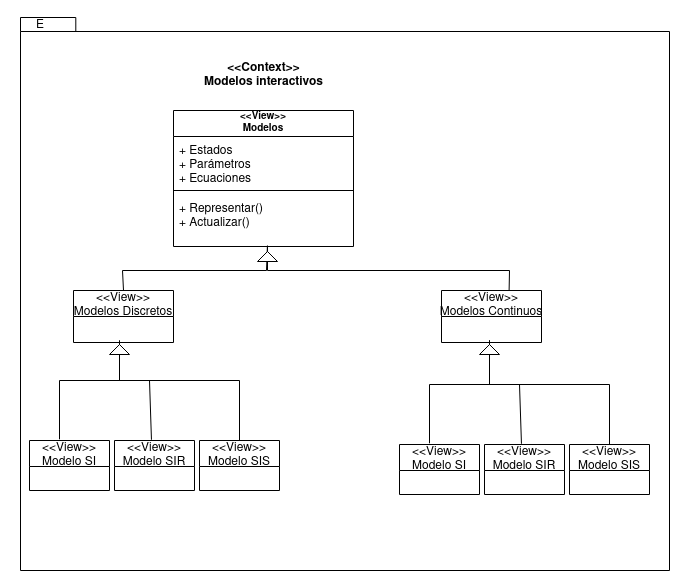 E
<<Context>>
Modelos interactivos
<<View>>
Modelos
+ Estados
+ Parámetros
+ Ecuaciones
+ Representar()
+ Actualizar()
<<View>>
Modelos Discretos
<<View>>
Modelos Continuos
<<View>>
Modelo SI
<<View>>
Modelo SIR
<<View>>
Modelo SIS
<<View>>
Modelo SI
<<View>>
Modelo SIR
<<View>>
Modelo SIS